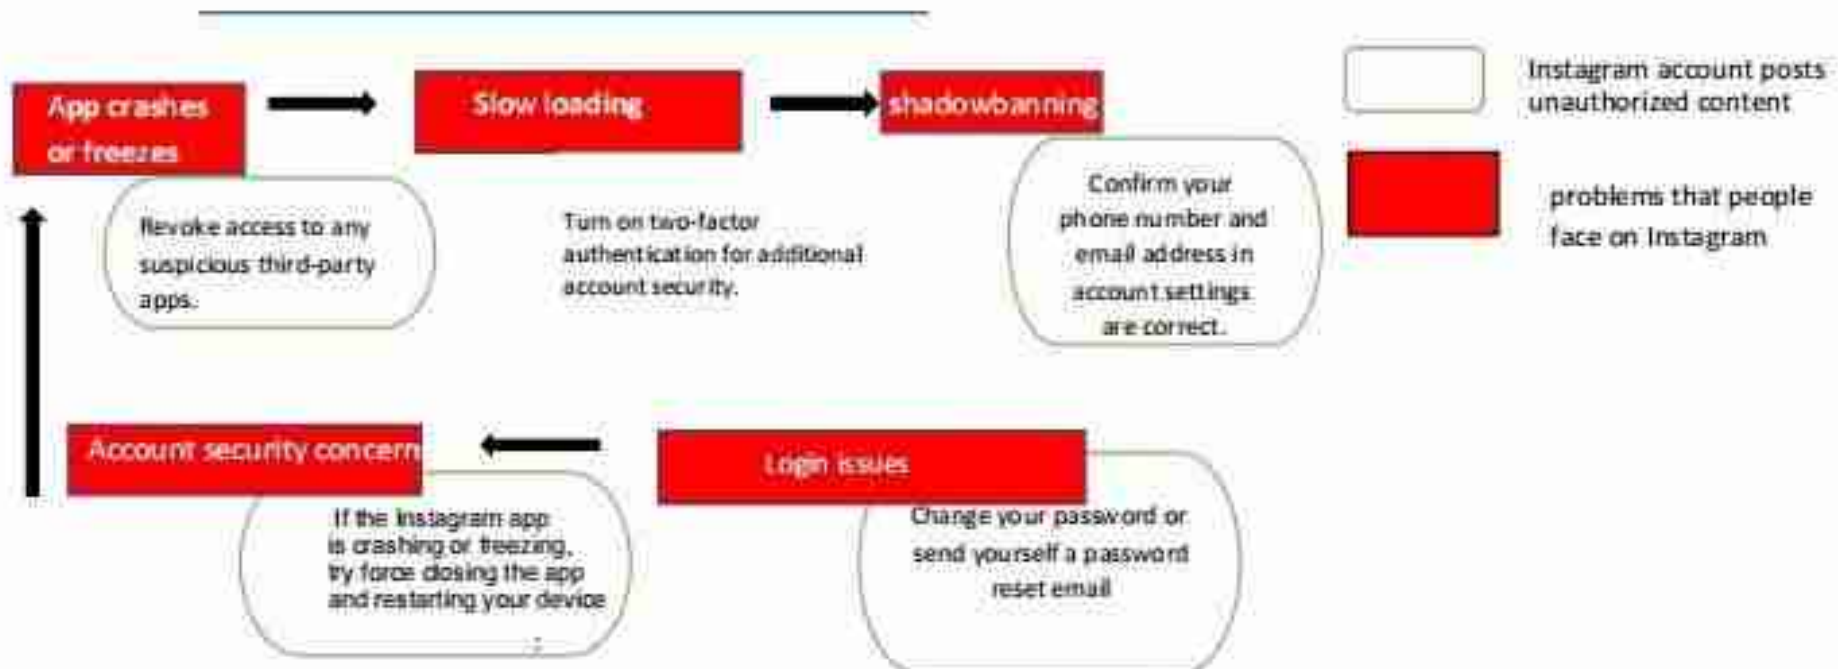 App crashes
or freezes
Slow loading
shadowbanning
Instagram account posts
unauthorized content
problems that people
face on Instagram
Revoke access to any
suspicious third-party
apps.
Turn on two-factor
authentication for additional
account security.
Confirm your
phone number and
email address in
account settings
are correct.
Account security concern
Login issues
If the Instagram app
is crashing or freezing,
try force closing the app
and restarting your device
Change your password or
send yourself a password
reset email